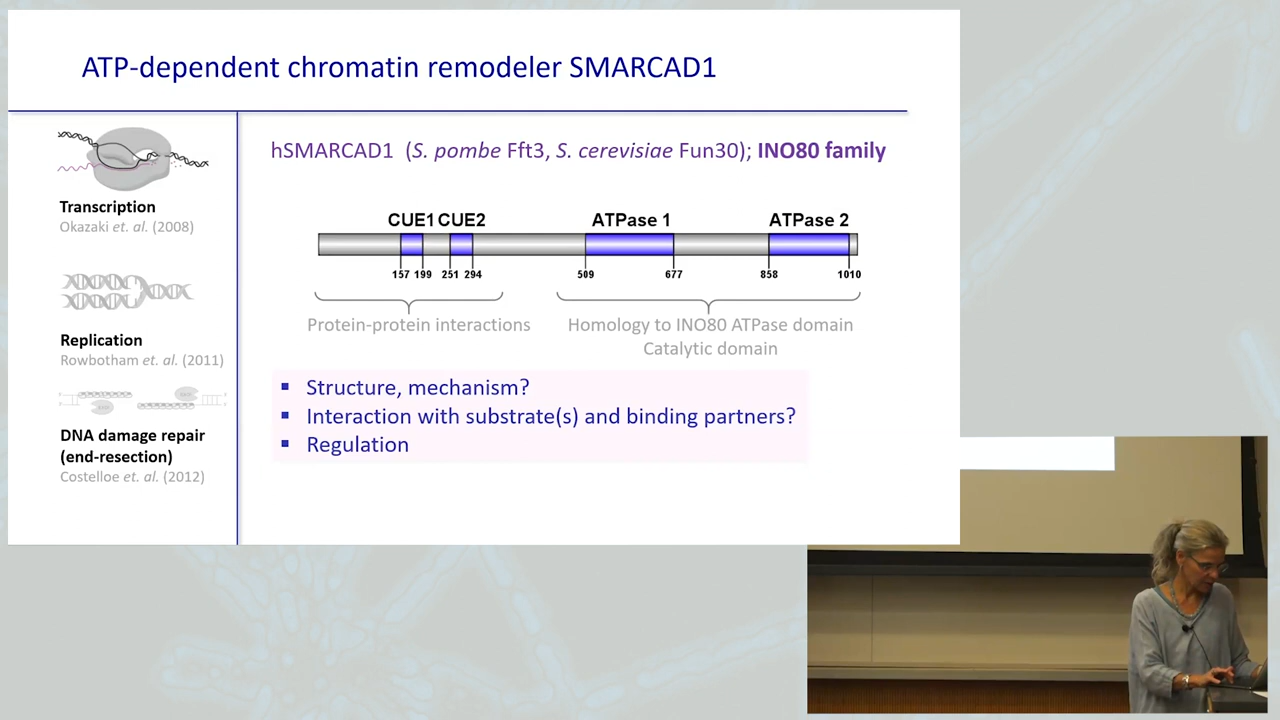 ATP-dependent chromatin remodeler SMARCAD1
Transcription
Okazaki et. al. (2008)
Replication
Rowbotham et. al. (2011)
DNA damage repair
(end-resection)
Costelloe et. al. (2012)
hSMARCAD1 (S. pombe Fft3, S. cerevisiae Fun30); INO80 family
CUE1 CUE2 ATPase 1 ATPase 2
157 199 251 294 509 677 858 1010
Protein-protein interactions
Homology to INO80 ATPase domain
Catalytic domain
▪ Structure, mechanism?
▪ Interaction with substrate(s) and binding partners?
▪ Regulation